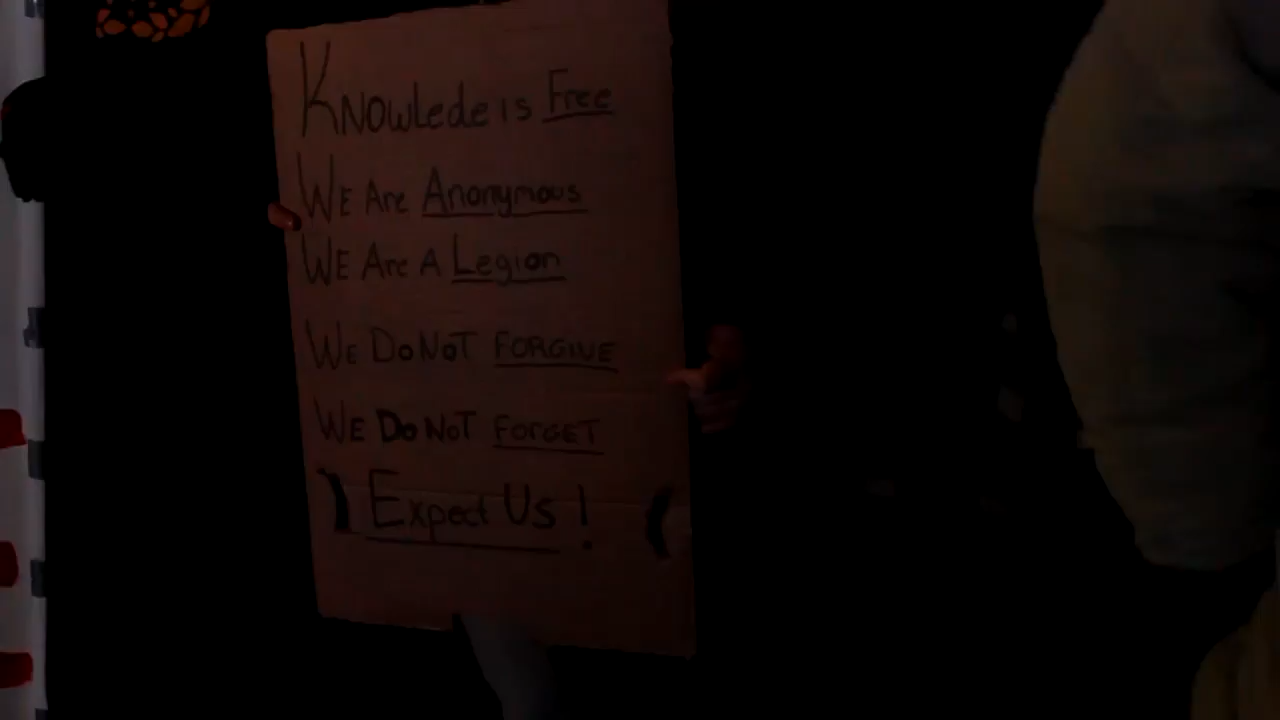 KNOWLede is Free
WE Are Anonymous
WE Are A Legion
WE DO NOT FORGIVE
WE DO NOT FORGET
Expect Us !